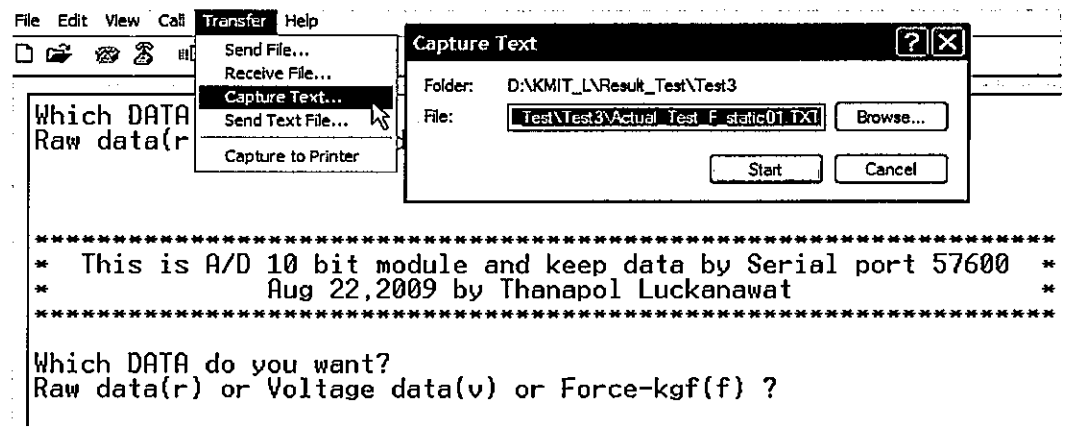 File Edit View Call Transfer Help
Send File...
Receive File...
Capture Text...
Send Text File...
Capture to Printer
Capture Text
Folder: D:\KMIT_L\Result_Test\Test3
File: Test\Test3\Actual_Test_F_static01.TXT Browse...
Start Cancel
Which DATA
Raw data(r
*******************************************************************
* This is A/D 10 bit module and keep data by Serial port 57600 *
* Aug 22,2009 by Thanapol Luckanawat *
*******************************************************************
Which DATA do you want?
Raw data(r) or Voltage data(v) or Force-kgf(f) ?